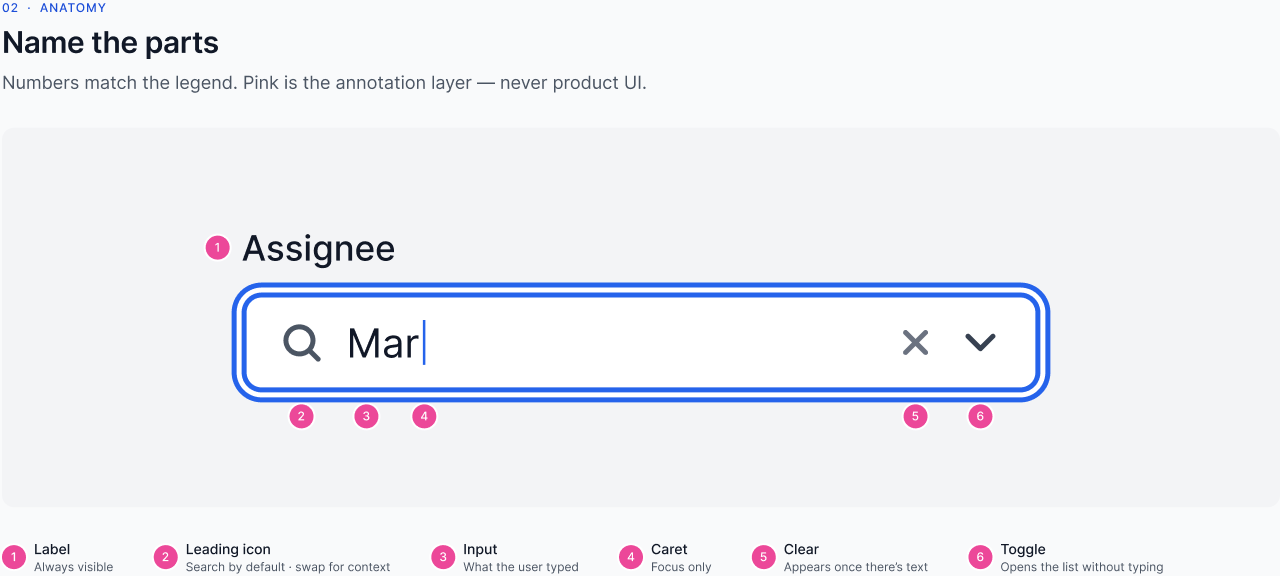 02 · ANATOMY
Name the parts
Numbers match the legend. Pink is the annotation layer — never product UI.
1 Assignee
Mar
2 3 4 5 6
1 Label
Always visible
2 Leading icon
Search by default · swap for context
3 Input
What the user typed
4 Caret
Focus only
5 Clear
Appears once there’s text
6 Toggle
Opens the list without typing